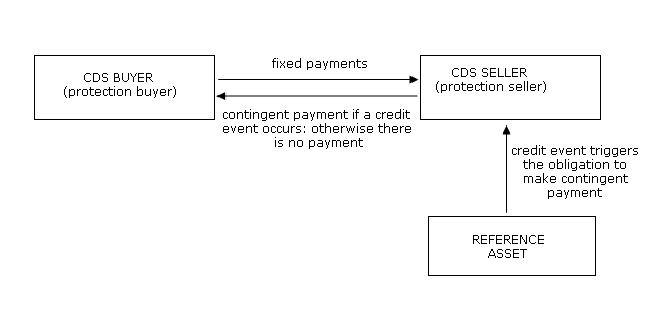 CDS BUYER
(protection buyer)
fixed payments
CDS SELLER
(protection seller)
contingent payment if a credit
event occurs: otherwise there
is no payment
credit event triggers
the obligation to
make contingent
payment
REFERENCE
ASSET